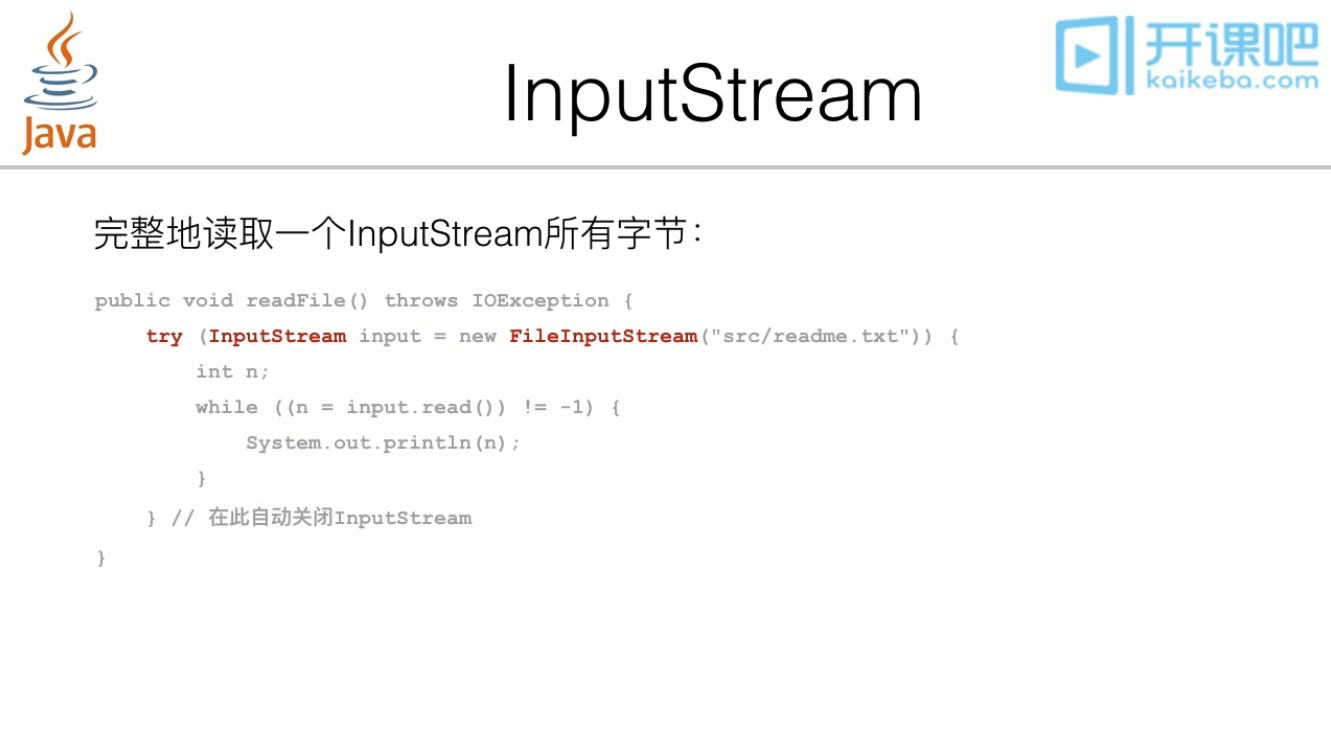 Java
InputStream
开课吧
kaikeba.com
完整地读取一个InputStream所有字节：
public void readFile() throws IOException {
    try (InputStream input = new FileInputStream("src/readme.txt")) {
        int n;
        while ((n = input.read()) != -1) {
            System.out.println(n);
        }
    } // 在此自动关闭InputStream
}